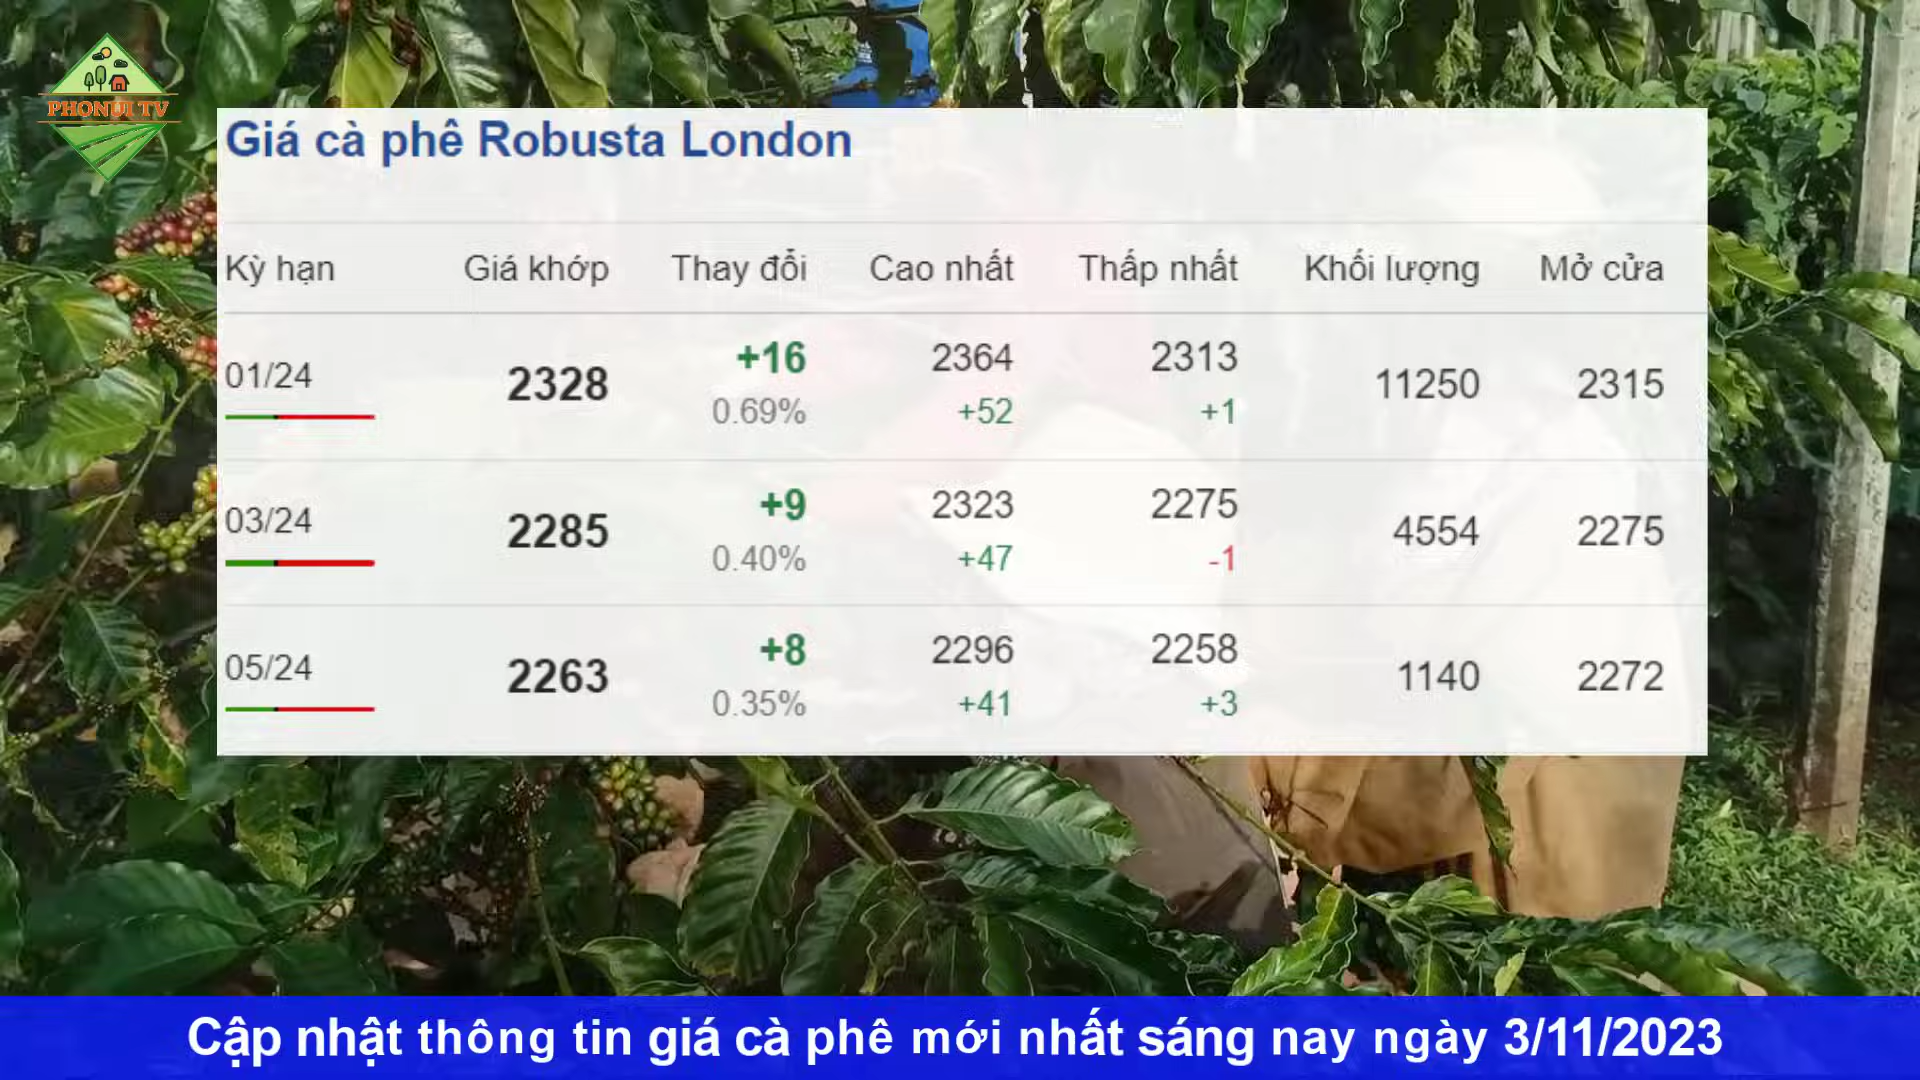 PHONUI TV
Giá cà phê Robusta London
Kỳ hạn Giá khớp Thay đổi Cao nhất Thấp nhất Khối lượng Mở cửa
01/24 2328 +16 2364 2313 11250 2315
0.69% +52 +1
03/24 2285 +9 2323 2275 4554 2275
0.40% +47 -1
05/24 2263 +8 2296 2258 1140 2272
0.35% +41 +3
Cập nhật thông tin giá cà phê mới nhất sáng nay ngày 3/11/2023